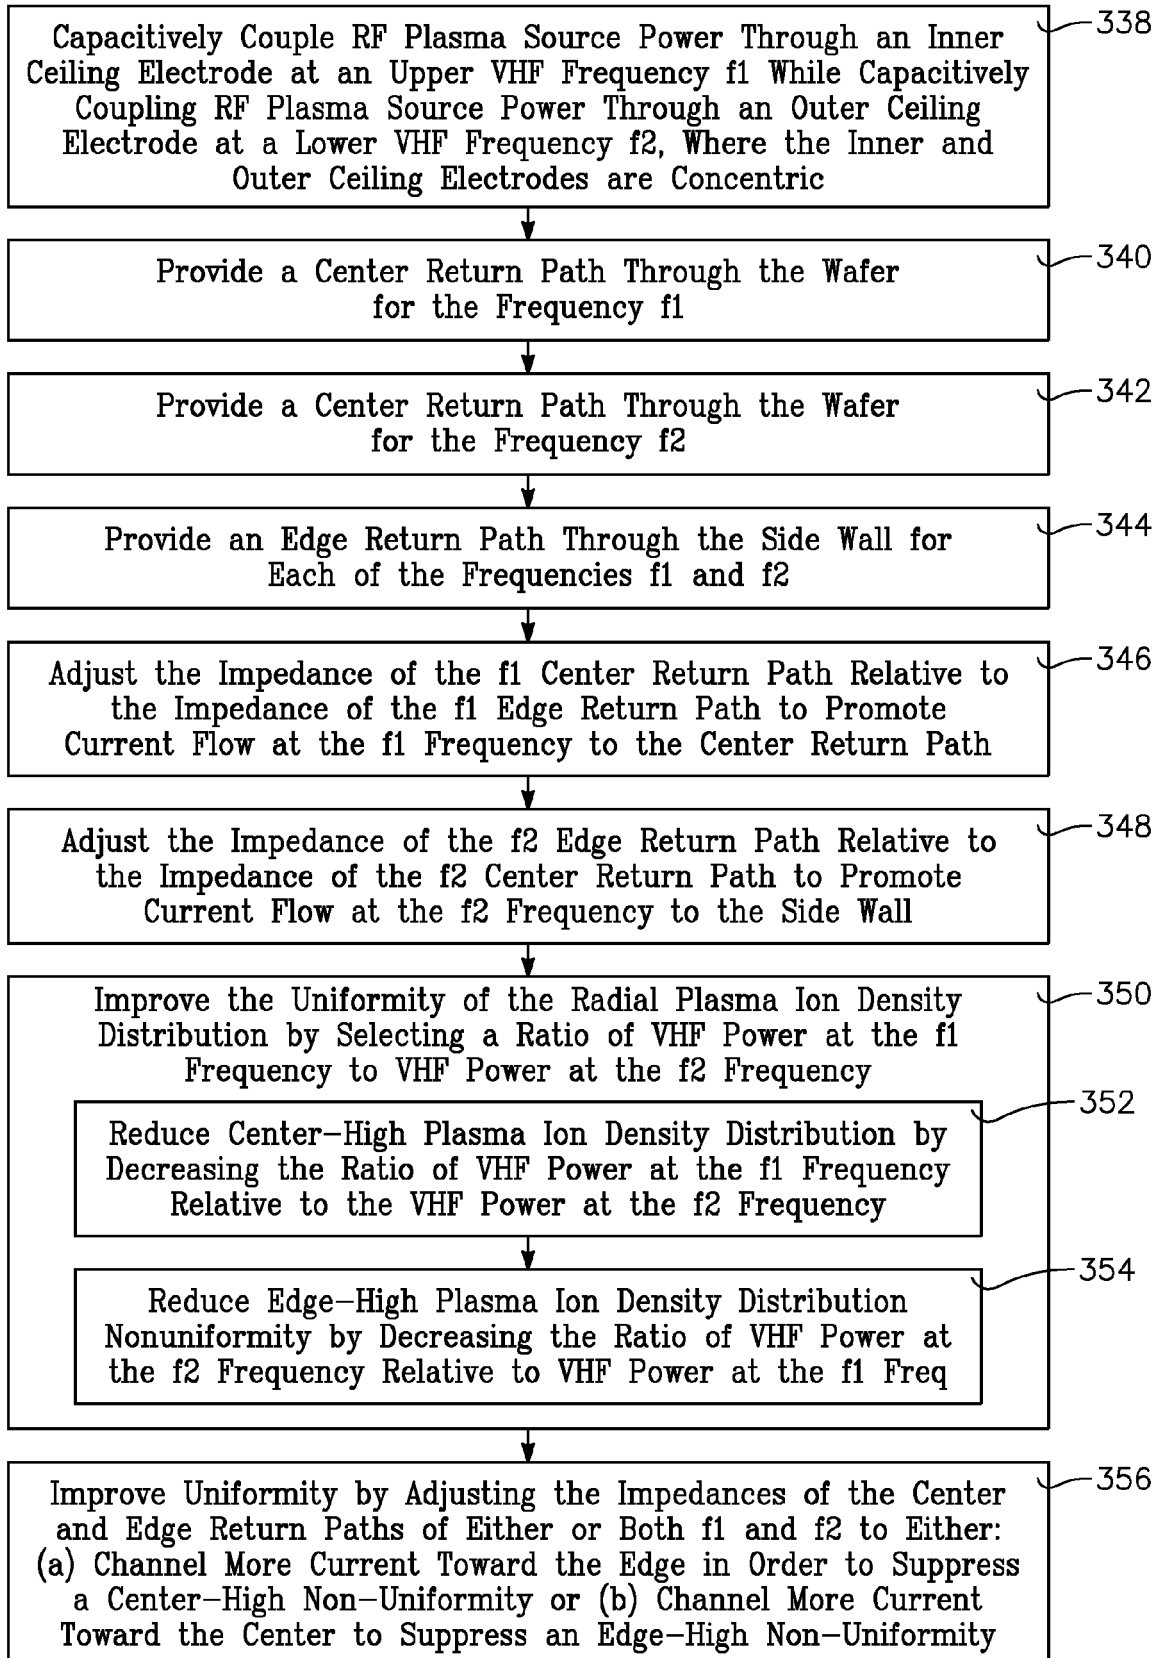 Capacitively Couple RF Plasma Source Power Through an Inner
Ceiling Electrode at an Upper VHF Frequency f1 While Capacitively
Coupling RF Plasma Source Power Through an Outer Ceiling
Electrode at a Lower VHF Frequency f2, Where the Inner and
Outer Ceiling Electrodes are Concentric
338
Provide a Center Return Path Through the Wafer
for the Frequency f1
340
Provide a Center Return Path Through the Wafer
for the Frequency f2
342
Provide an Edge Return Path Through the Side Wall for
Each of the Frequencies f1 and f2
344
Adjust the Impedance of the f1 Center Return Path Relative to
the Impedance of the f1 Edge Return Path to Promote
Current Flow at the f1 Frequency to the Center Return Path
346
Adjust the Impedance of the f2 Edge Return Path Relative to
the Impedance of the f2 Center Return Path to Promote
Current Flow at the f2 Frequency to the Side Wall
348
Improve the Uniformity of the Radial Plasma Ion Density
Distribution by Selecting a Ratio of VHF Power at the f1
Frequency to VHF Power at the f2 Frequency
350
Reduce Center-High Plasma Ion Density Distribution by
Decreasing the Ratio of VHF Power at the f1 Frequency
Relative to the VHF Power at the f2 Frequency
352
Reduce Edge-High Plasma Ion Density Distribution
Nonuniformity by Decreasing the Ratio of VHF Power at
the f2 Frequency Relative to VHF Power at the f1 Freq
354
Improve Uniformity by Adjusting the Impedances of the Center
and Edge Return Paths of Either or Both f1 and f2 to Either:
(a) Channel More Current Toward the Edge in Order to Suppress
a Center-High Non-Uniformity or (b) Channel More Current
Toward the Center to Suppress an Edge-High Non-Uniformity
356